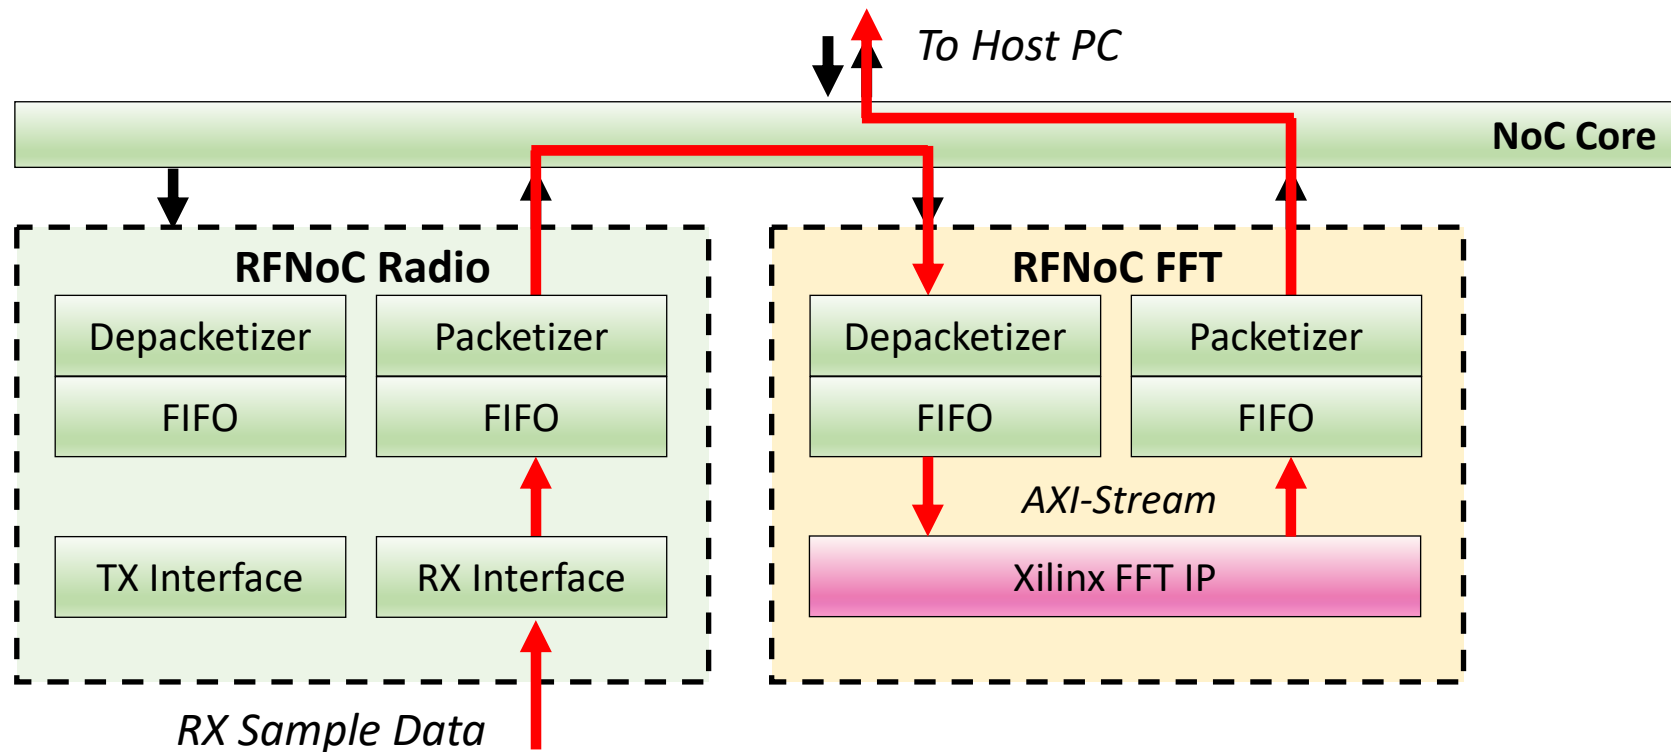 To Host PC
NoC Core
RFNoC Radio
Depacketizer
Packetizer
FIFO
FIFO
TX Interface
RX Interface
RX Sample Data
RFNoC FFT
Depacketizer
Packetizer
FIFO
FIFO
AXI-Stream
Xilinx FFT IP